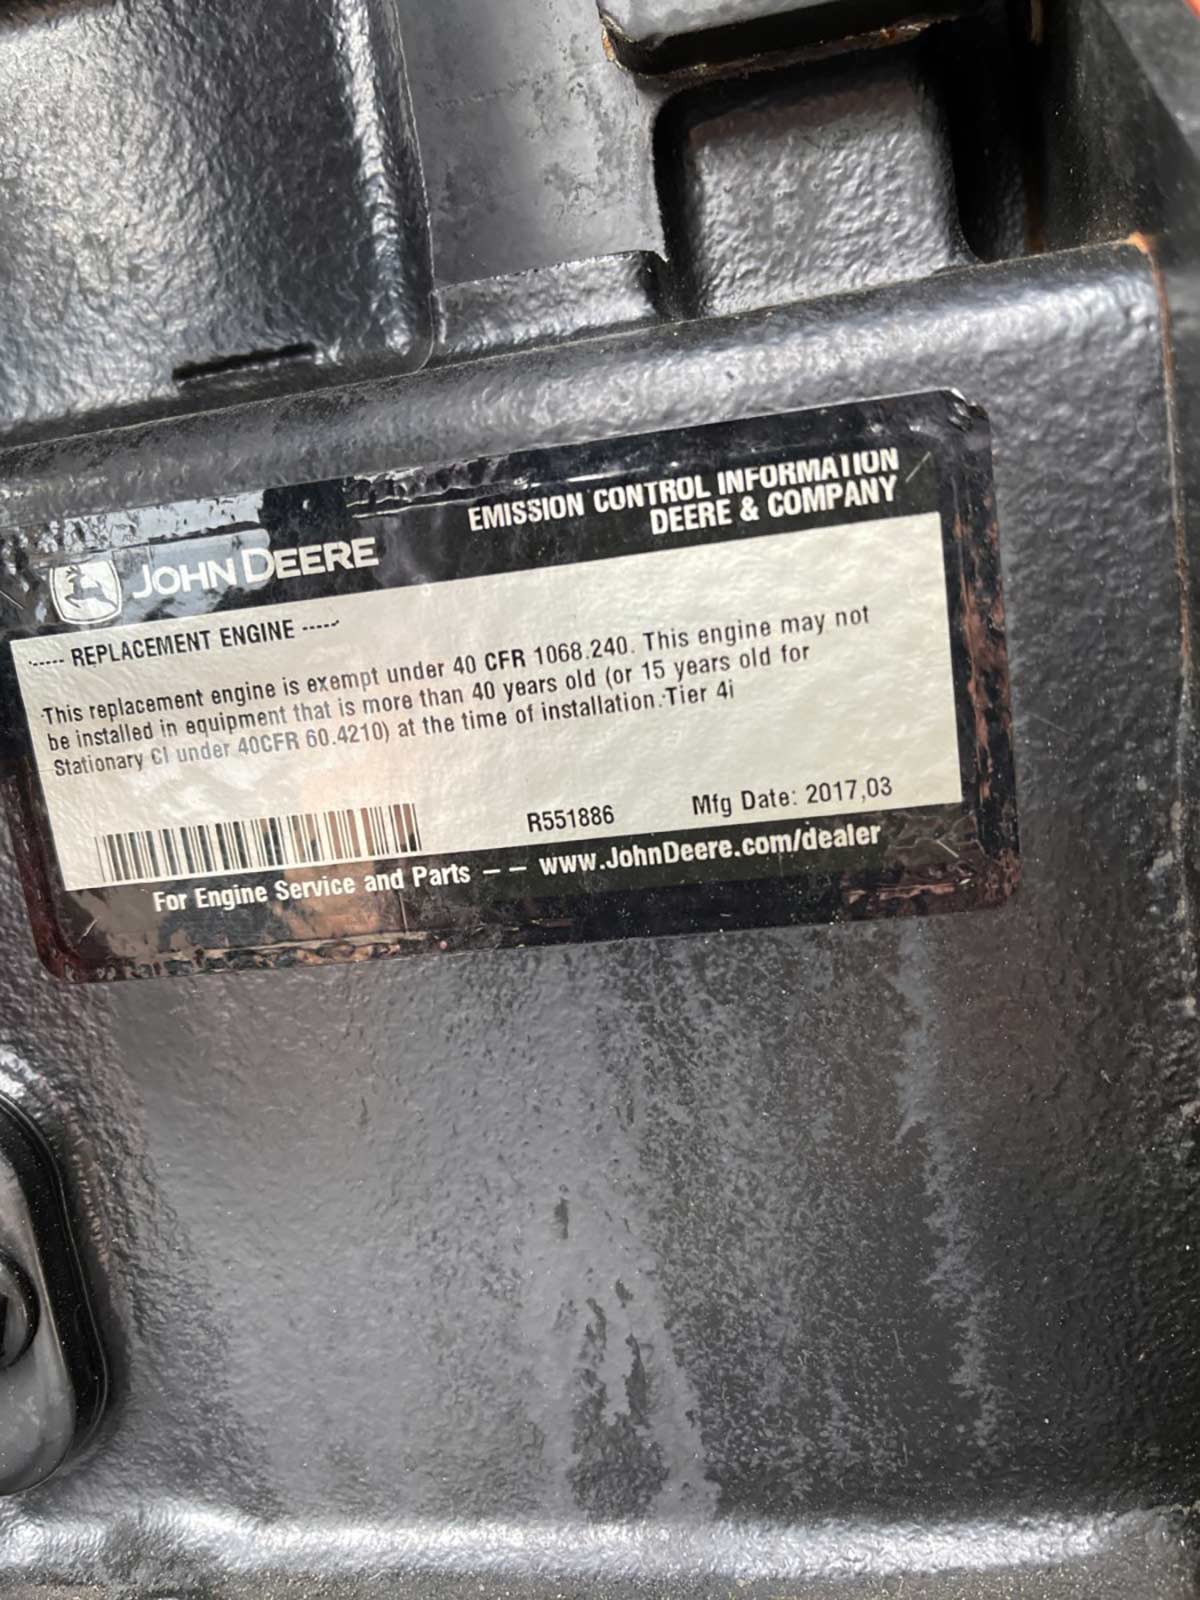 EMISSION CONTROL INFORMATION
DEERE & COMPANY
JOHN DEERE
----- REPLACEMENT ENGINE -----
This replacement engine is exempt under 40 CFR 1068.240. This engine may not
be installed in equipment that is more than 40 years old (or 15 years old for
Stationary CI under 40CFR 60.4210) at the time of installation. Tier 4i
R551886
Mfg Date: 2017,03
For Engine Service and Parts -- www.JohnDeere.com/dealer